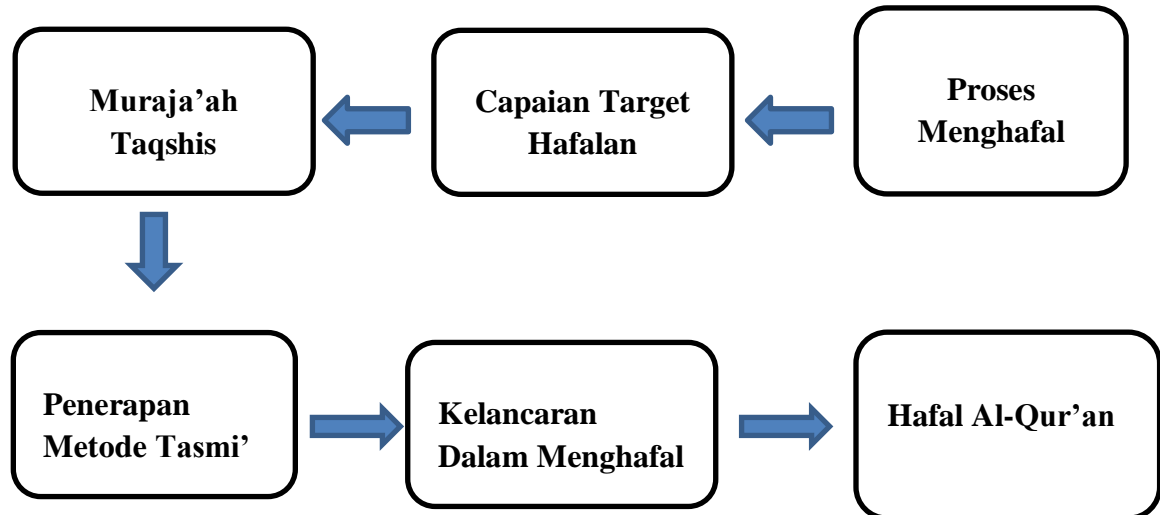 Muraja’ah
Taqshis
Capaian Target
Hafalan
Proses
Menghafal
Penerapan
Metode Tasmi’
Kelancaran
Dalam Menghafal
Hafal Al-Qur’an